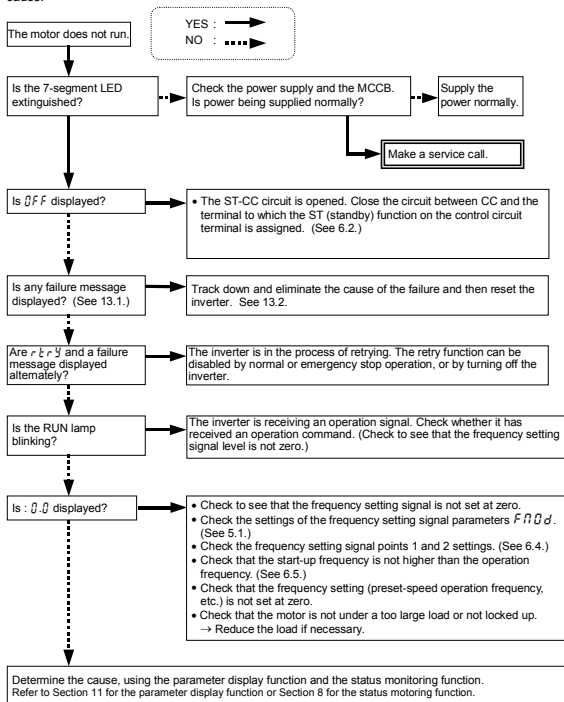 cause.
YES :
NO :
The motor does not run.
Is the 7-segment LED
extinguished?
Check the power supply and the MCCB.
Is power being supplied normally?
Supply the
power normally.
Make a service call.
Is OFF displayed?
• The ST-CC circuit is opened. Close the circuit between CC and the
terminal to which the ST (standby) function on the control circuit
terminal is assigned. (See 6.2.)
Is any failure message
displayed? (See 13.1.)
Track down and eliminate the cause of the failure and then reset the
inverter. See 13.2.
Are rtry and a failure
message displayed
alternately?
The inverter is in the process of retrying. The retry function can be
disabled by normal or emergency stop operation, or by turning off the
inverter.
Is the RUN lamp
blinking?
The inverter is receiving an operation signal. Check whether it has
received an operation command. (Check to see that the frequency setting
signal level is not zero.)
Is : 0.0 displayed?
• Check to see that the frequency setting signal is not set at zero.
• Check the settings of the frequency setting signal parameters FMOd.
(See 5.1.)
• Check the frequency setting signal points 1 and 2 settings. (See 6.4.)
• Check that the start-up frequency is not higher than the operation
frequency. (See 6.5.)
• Check that the frequency setting (preset-speed operation frequency,
etc.) is not set at zero.
• Check that the motor is not under a too large load or not locked up.
→ Reduce the load if necessary.
Determine the cause, using the parameter display function and the status monitoring function.
Refer to Section 11 for the parameter display function or Section 8 for the status motoring function.